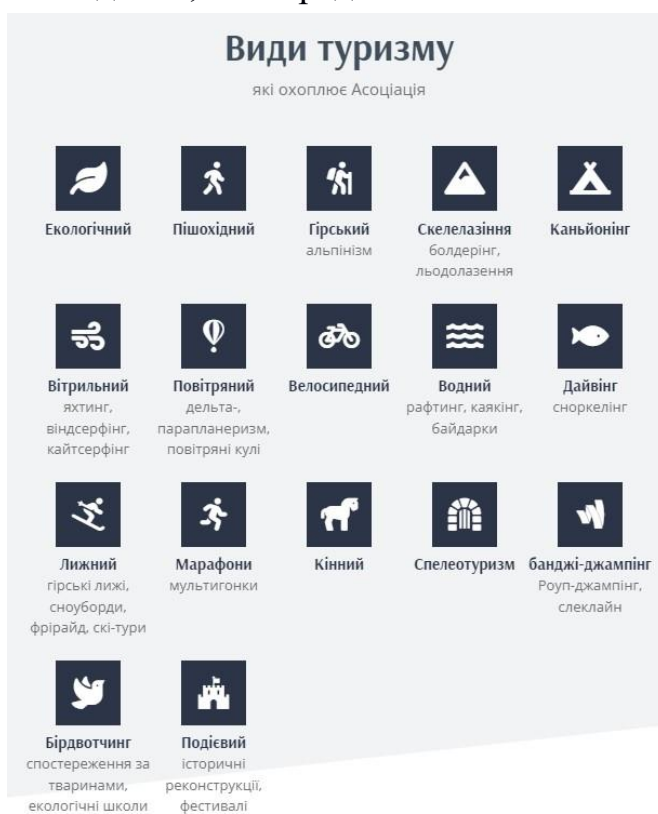 Види туризму
які охоплює Асоціація
Екологічний
Пішохідний
Гірський
альпінізм
Скелелазіння
болдерінг,
льодолазення
Каньйонінг
Вітрильний
яхтинг,
віндсерфінг,
кайтсерфінг
Повітряний
дельта-,
парапланеризм,
повітряні кулі
Велосипедний
Водний
рафтинг, каякінг,
байдарки
Дайвінг
сноркелінг
Лижний
гірські лижі,
сноуборди,
фрірайд, скі-тури
Марафони
мультигонки
Кінний
Спелеотуризм
банджі-джампінг
Роуп-джампінг,
слеклайн
Бірдвотчинг
спостереження за
тваринами,
екологічні школи
Подієвий
історичні
реконструкції,
фестивалі